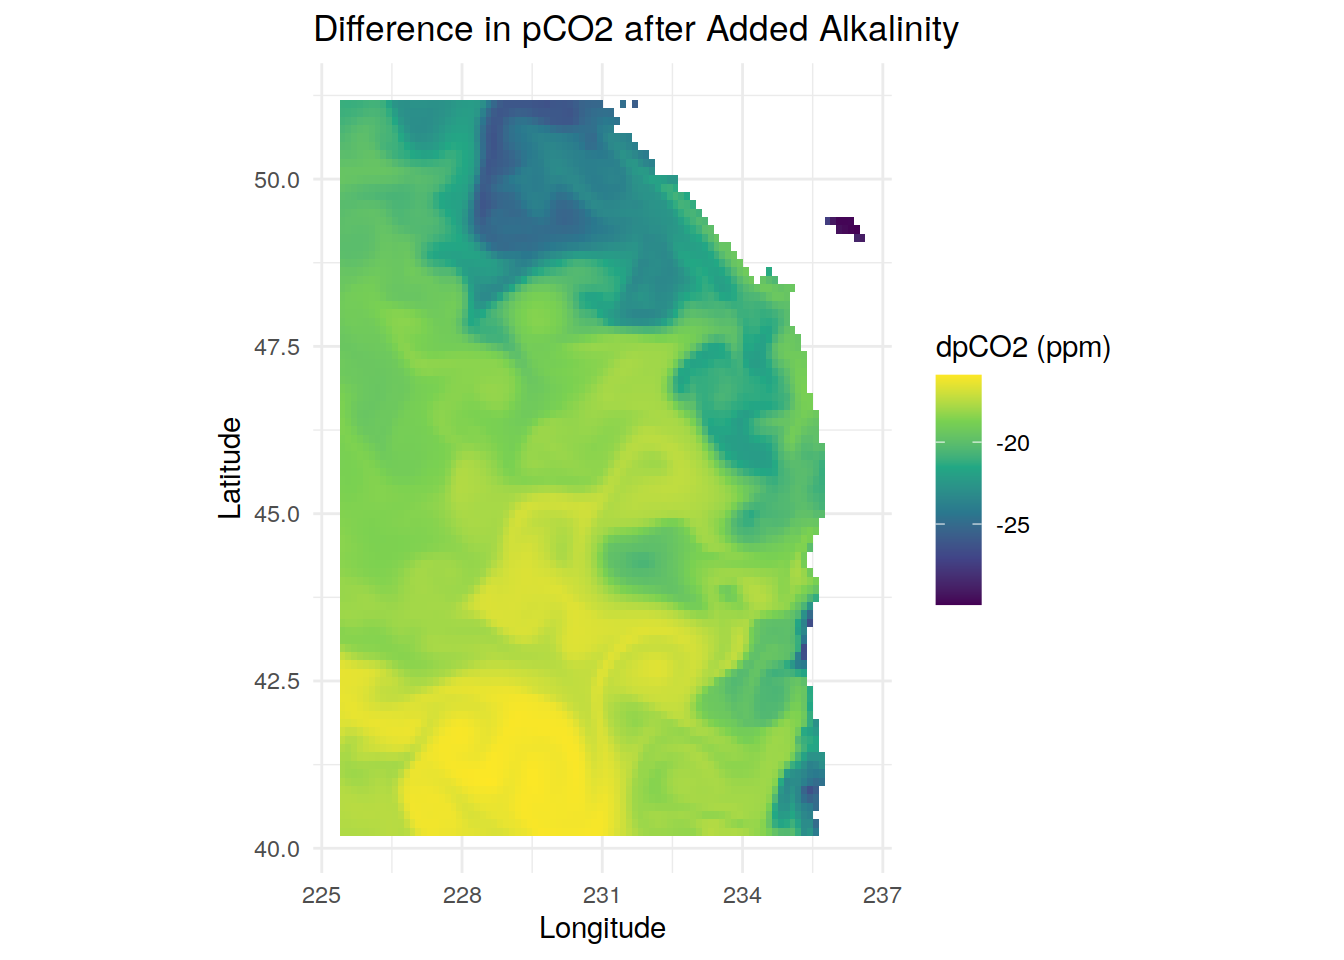 Difference in pCO2 after Added Alkalinity
50.0
47.5
45.0
42.5
40.0
Latitude
225 228 231 234 237
Longitude
dpCO2 (ppm)
-20
-25